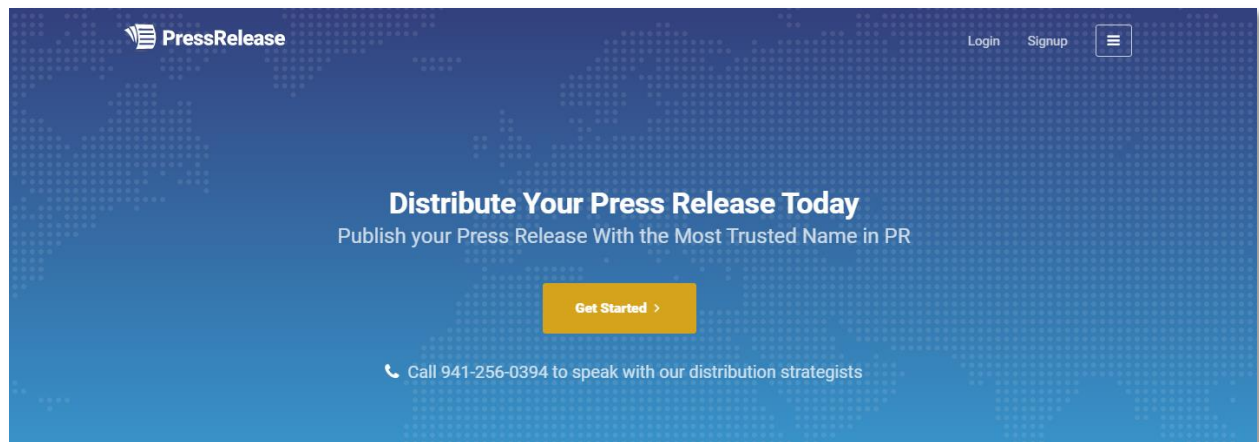 PressRelease
Login Signup
Distribute Your Press Release Today
Publish your Press Release With the Most Trusted Name in PR
Get Started >
Call 941-256-0394 to speak with our distribution strategists